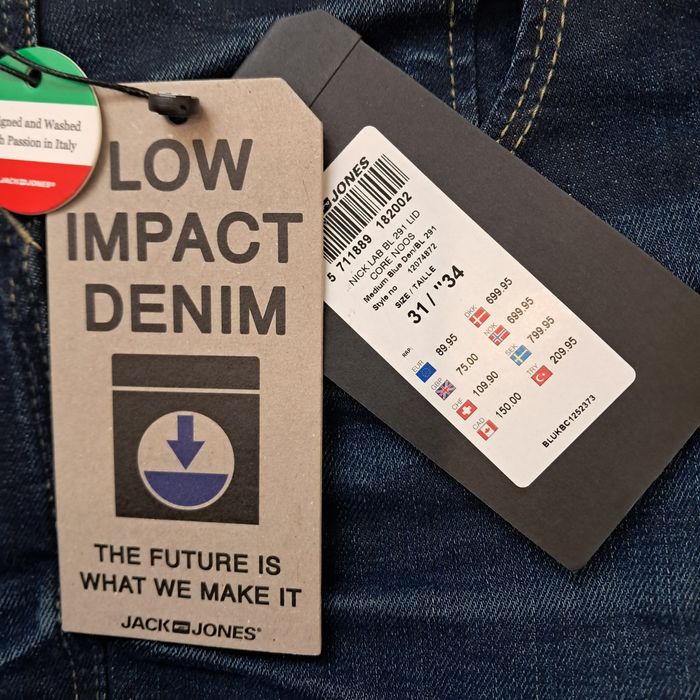 igned and Washed
h Passion in Italy
JACK JONES®
LOW
IMPACT
DENIM
THE FUTURE IS
WHAT WE MAKE IT
JACK JONES®
JONES
5 711889 182002
NICK LAB BL 291 LID
CORE NOOS
Medium Blue Den/BL 291
Style no 12074872
SIZE / TAILLE
31 / "34
RRP:
EUR 89.95 DKK 699.95
GBP 75.00 NOK 699.95
CHF 109.90 SEK 799.95
CAD 150.00 TRY 209.95
BLUKBC1252373